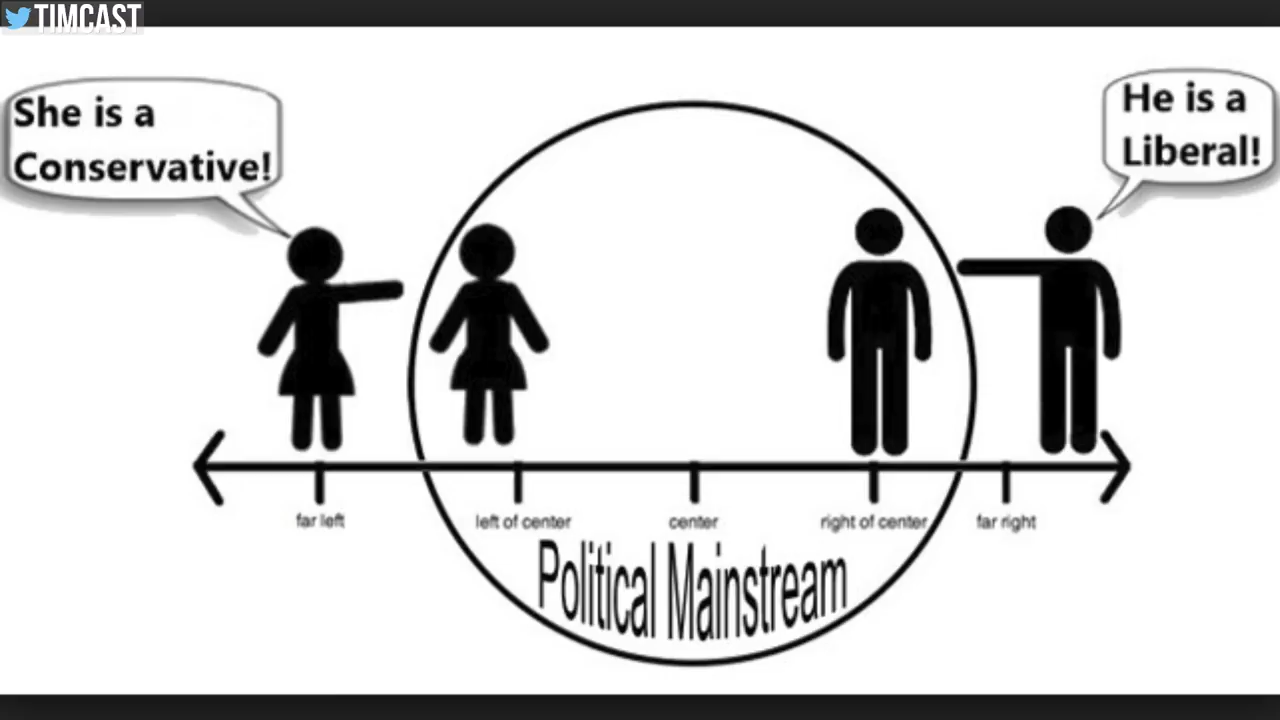 TIMCAST
She is a
Conservative!
He is a
Liberal!
far left
left of center
center
right of center
far right
Political Mainstream